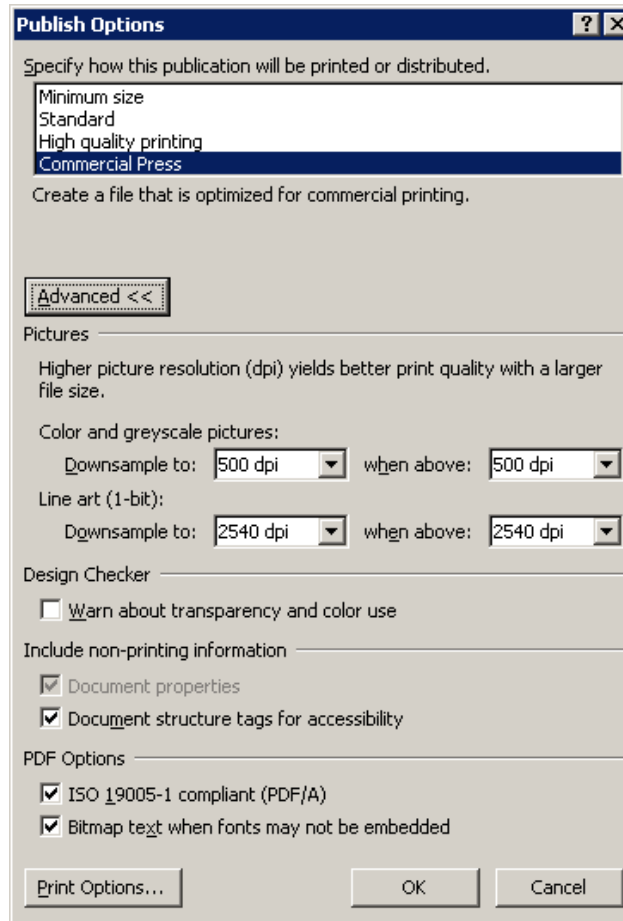 Publish Options
Specify how this publication will be printed or distributed.
Minimum size
Standard
High quality printing
Commercial Press
Create a file that is optimized for commercial printing.
Advanced <<
Pictures
Higher picture resolution (dpi) yields better print quality with a larger
file size.
Color and greyscale pictures:
Downsample to: 500 dpi when above: 500 dpi
Line art (1-bit):
Downsample to: 2540 dpi when above: 2540 dpi
Design Checker
Warn about transparency and color use
Include non-printing information
Document properties
Document structure tags for accessibility
PDF Options
ISO 19005-1 compliant (PDF/A)
Bitmap text when fonts may not be embedded
Print Options... OK Cancel